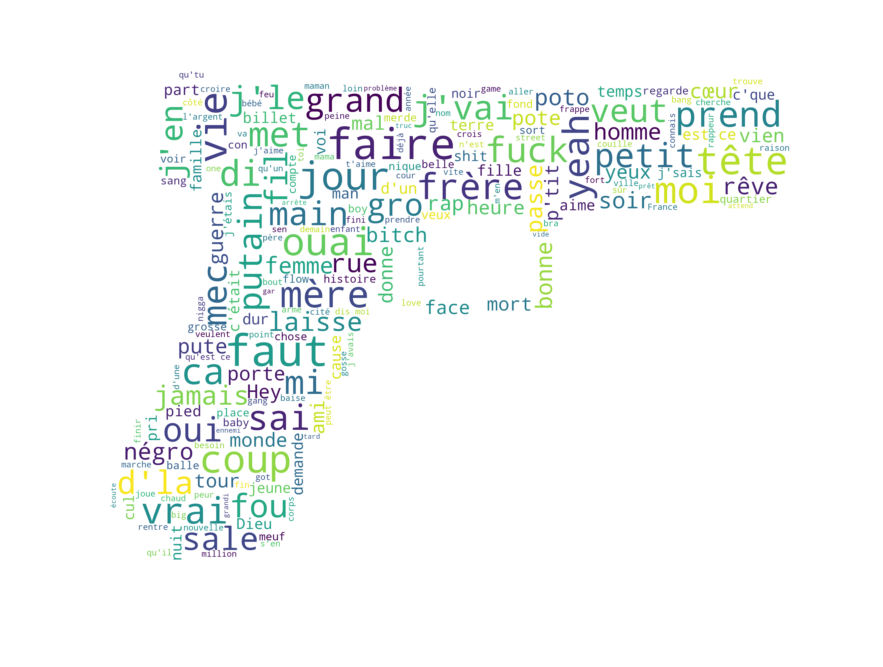 qu'tu
part croire feu maman loin problème année noir game aller trouve
j'en vie j'le grand j'vai poto temps regarde cœur c'que
côté l'argent bébé billet peine merde qu'elle fond veut prend
famille va con met voi mal truc terre pote frappe bang cherche rappeur
voir di j'aime toi faire déjà nom crois n'est fuck yeah homme est ce connais vien raison
sang one qu'un fil compte mama t'aime nique belle shit sort street couille petit tête
jour cour vite fille passe yeux j'sais
arrête man d'un frère m'en p'tit fort ville prêt moi rêve
guerre j'étais main boy veux rap heure aime soir sur France quartier
putain sen fini prendre gro bra attend
père demain enfant ouai bitch vide
mec c'était femme rue donne pourtant bonne
bout flow histoire
nigga gar mère love face mort
grosse arme cité dis moi
veulent dur laisse
pute point chose cause j'avais
qu'est ce faut gosse
d'une ca porte mi
jamais Hey gang baise peut être
pied place baby ami
finir pri oui ennemi sai
négro besoin monde tard
marche balle coup demande
écoute d'la tour got
joue chaud peur fin jeune
cul vrai big grandi fou corps
rentre nouvelle Dieu
nuit sale meuf
qu'il million s'en